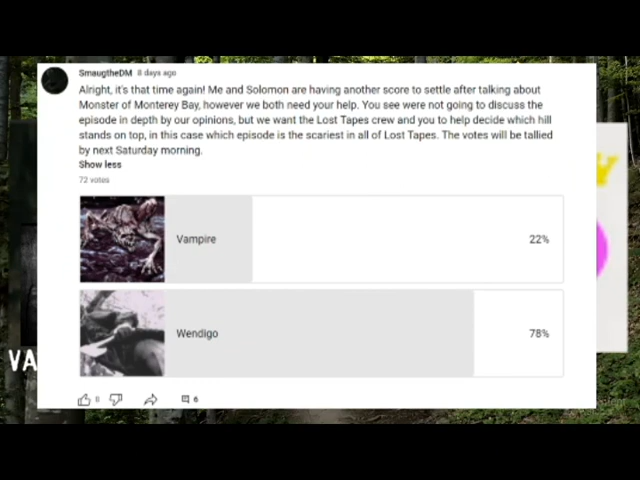 SmaugtheDM 8 days ago
Alright, it's that time again! Me and Solomon are having another score to settle after talking about
Monster of Monterey Bay, however we both need your help. You see were not going to discuss the
episode in depth by our opinions, but we want the Lost Tapes crew and you to help decide which hill
stands on top, in this case which episode is the scariest in all of Lost Tapes. The votes will be tallied
by next Saturday morning.
Show less
72 votes
Vampire 22%
Wendigo 78%
VA
8 6